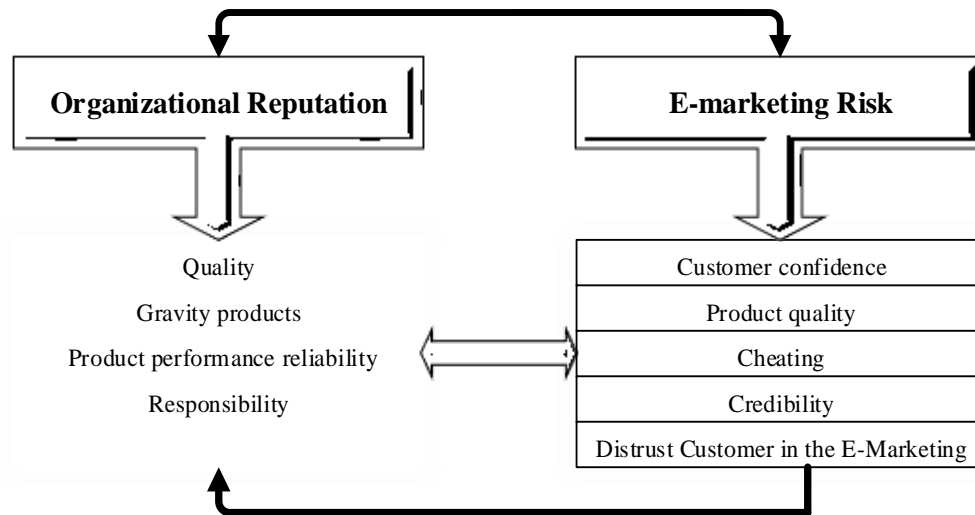 Organizational Reputation
E-marketing Risk
Quality
Gravity products
Product performance reliability
Responsibility
Customer confidence
Product quality
Cheating
Credibility
Distrust Customer in the E-Marketing